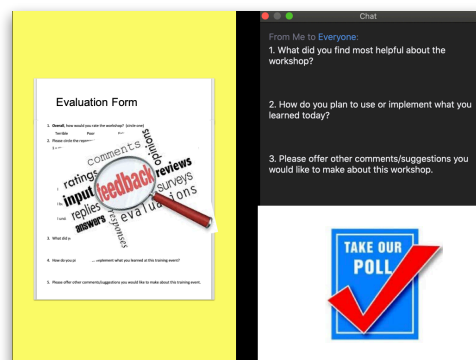 Evaluation Form
1. Overall, how would you rate the workshop? (circle one)
Terrible Poor
2. Please circle the
comments
opinion
ratings
reviews
input
feedback
surveys
replies
evaluations
answers
responses
3. What did
4. How do you implement what you learned at this training event?
5. Please offer other comments/suggestions you would like to make about this training event.
Chat
From Me to Everyone:
1. What did you find most helpful about the
workshop?
2. How do you plan to use or implement what you
learned today?
3. Please offer other comments/suggestions you
would like to make about this workshop.
TAKE OUR
POLL